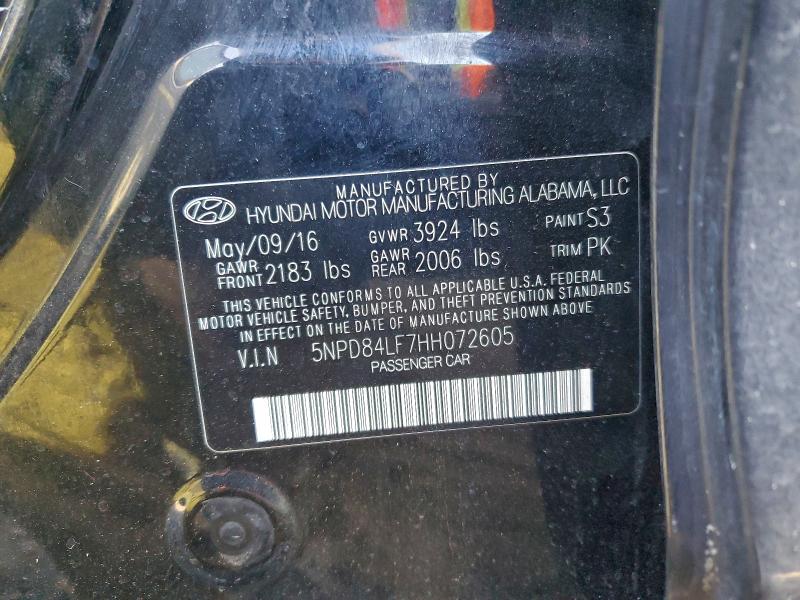 MANUFACTURED BY
HYUNDAI MOTOR MANUFACTURING ALABAMA, LLC
May/09/16 GVWR 3924 lbs PAINT S3
GAWR FRONT 2183 lbs GAWR REAR 2006 lbs TRIM PK
THIS VEHICLE CONFORMS TO ALL APPLICABLE U.S.A. FEDERAL
MOTOR VEHICLE SAFETY, BUMPER, AND THEFT PREVENTION STANDARDS
IN EFFECT ON THE DATE OF MANUFACTURE SHOWN ABOVE
V.I.N 5NPD84LF7HH072605
PASSENGER CAR